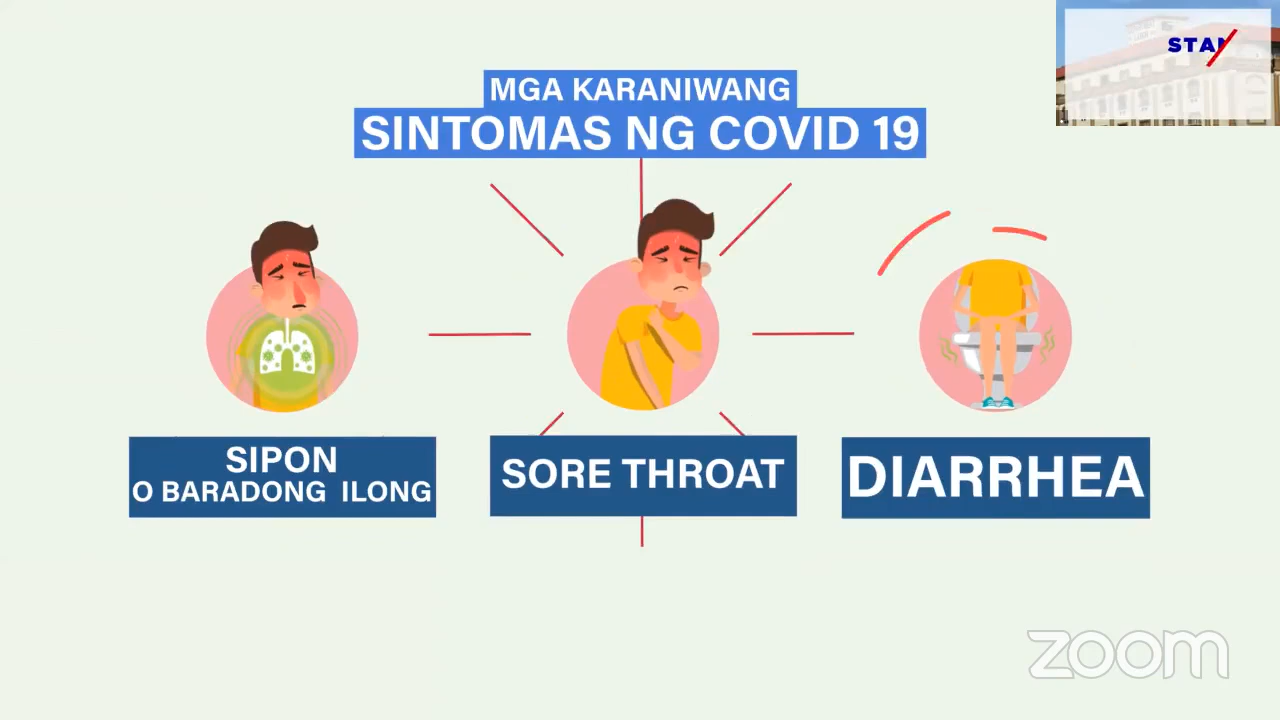 MGA KARANIWANG
SINTOMAS NG COVID 19
SIPON
O BARADONG ILONG
SORE THROAT
DIARRHEA
zoom